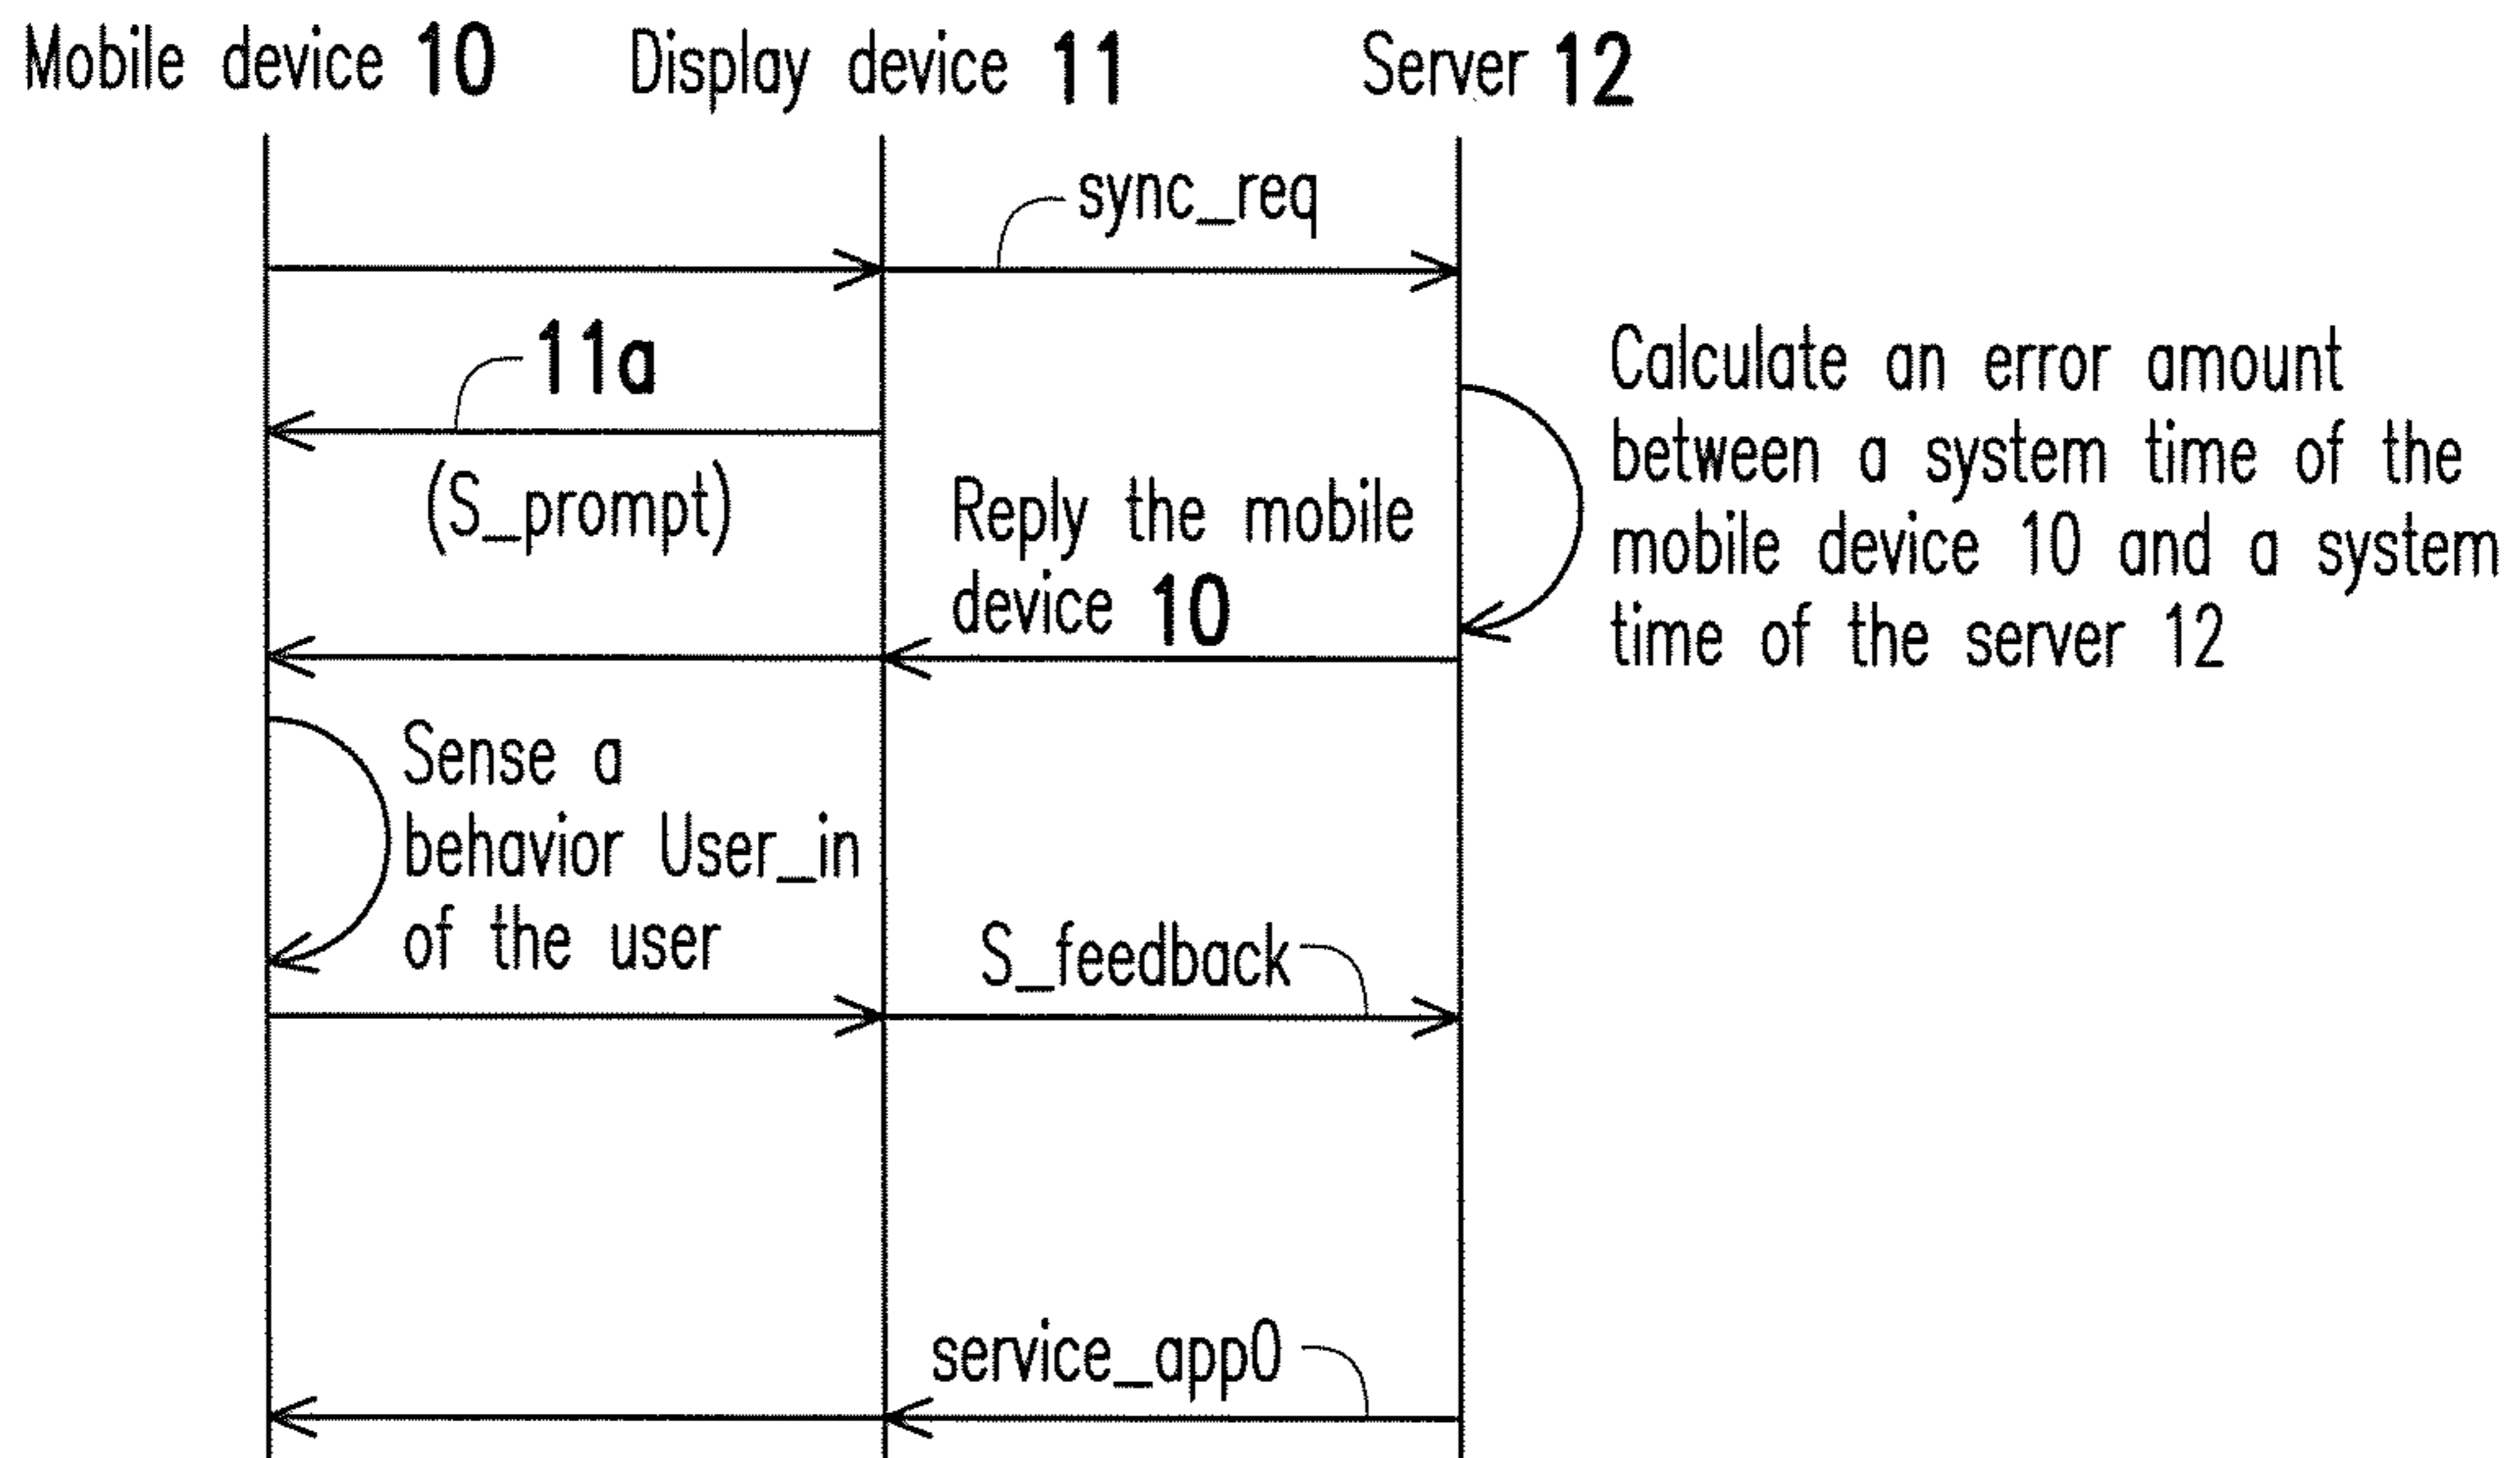 Mobile device 10
Display device 11
Server 12
sync_req
11a
(S_prompt)
Calculate an error amount
between a system time of the
mobile device 10 and a system
time of the server 12
Reply the mobile
device 10
Sense a
behavior User_in
of the user
S_feedback
service_app0